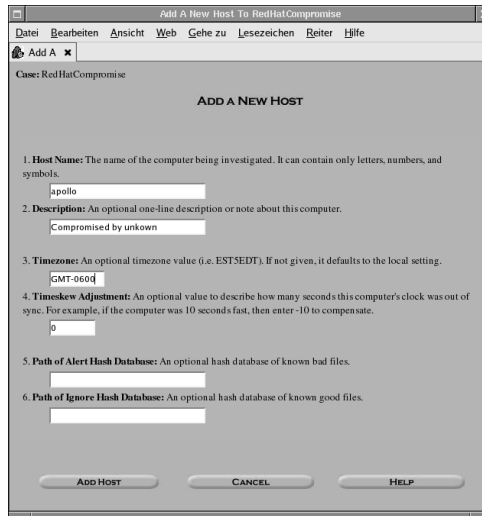 Add A New Host To RedHatCompromise
Datei Bearbeiten Ansicht Web Gehe zu Lesezeichen Reiter Hilfe
Add A
Case: RedHatCompromise
ADD A NEW HOST
1. Host Name: The name of the computer being investigated. It can contain only letters, numbers, and
symbols.
apollo
2. Description: An optional one-line description or note about this computer.
Compromised by unkown
3. Timezone: An optional timezone value (i.e. EST5EDT). If not given, it defaults to the local setting.
GMT-0600
4. Timeskew Adjustment: An optional value to describe how many seconds this computer's clock was out of
sync. For example, if the computer was 10 seconds fast, then enter -10 to compensate.
0
5. Path of Alert Hash Database: An optional hash database of known bad files.
6. Path of Ignore Hash Database: An optional hash database of known good files.
ADD HOST CANCEL HELP